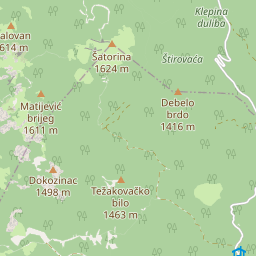 Klepina
duliba
alovan
614 m
Šatorina
1624 m
Štirovača
Matijević
brijeg
1611 m
Debelo
brdo
1416 m
Dokozinac
1498 m
Težakovačko
bilo
1463 m